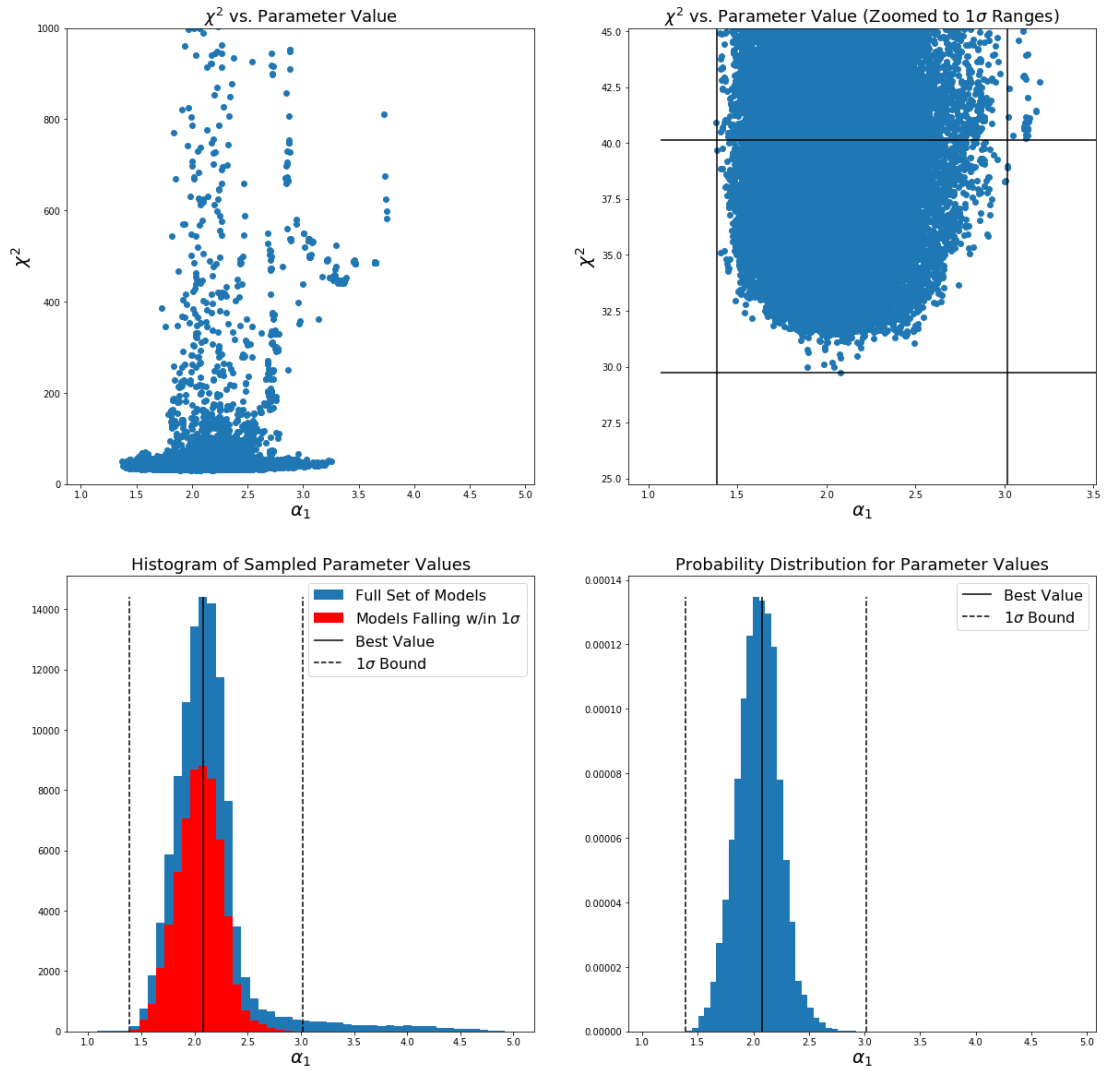 χ² vs. Parameter Value
1000
800
600
400
200
0
χ²
1.0 1.5 2.0 2.5 3.0 3.5 4.0 4.5 5.0
α₁
χ² vs. Parameter Value (Zoomed to 1σ Ranges)
45.0
42.5
40.0
37.5
35.0
32.5
30.0
27.5
25.0
χ²
1.0 1.5 2.0 2.5 3.0 3.5
α₁
Histogram of Sampled Parameter Values
Full Set of Models
Models Falling w/in 1σ
Best Value
1σ Bound
14000
12000
10000
8000
6000
4000
2000
0
1.0 1.5 2.0 2.5 3.0 3.5 4.0 4.5 5.0
α₁
Probability Distribution for Parameter Values
Best Value
1σ Bound
0.00014
0.00012
0.00010
0.00008
0.00006
0.00004
0.00002
0.00000
1.0 1.5 2.0 2.5 3.0 3.5 4.0 4.5 5.0
α₁